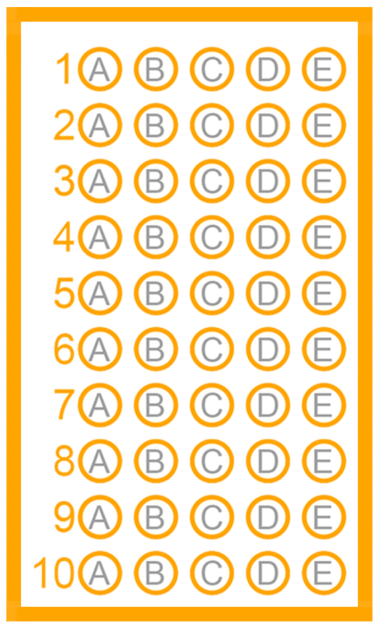 1 A B C D E
2 A B C D E
3 A B C D E
4 A B C D E
5 A B C D E
6 A B C D E
7 A B C D E
8 A B C D E
9 A B C D E
10 A B C D E